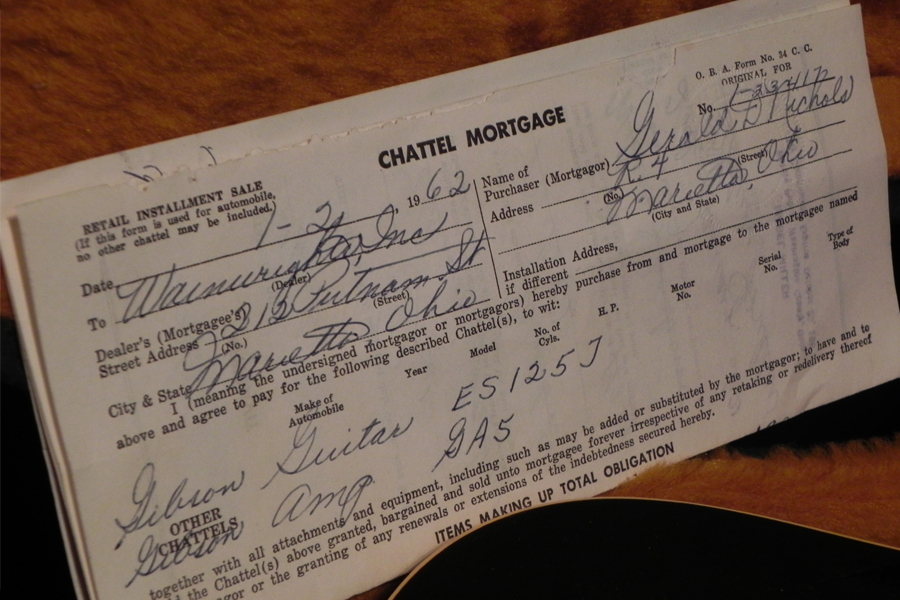 O. B. A. Form No. 34 C. C.
ORIGINAL FOR
No.
CHATTEL MORTGAGE
RETAIL INSTALLMENT SALE
(If this form is used for automobile,
no other chattel may be included)
Date 1-2 1962
To Wainwrights Inc
(Dealer)
Dealer's (Mortgagee's)
Street Address 213 Putnam St
(No.) (Street)
City & State Marietta Ohio
Name of
Purchaser (Mortgagor) Gerald D Nichols
Address R. 4
(No.) (Street)
Marietta, Ohio
(City and State)
Installation Address,
if different
I (meaning the undersigned mortgagor or mortgagors) hereby purchase from and mortgage to the mortgagee named
above and agree to pay for the following described Chattel(s), to wit:
Make of Automobile Year Model No. of Cyls. H. P. Motor No. Serial No. Type of Body
Gibson Guitar ES125J
OTHER
CHATTELS
Gibson Amp GA5
together with all attachments and equipment, including such as may be added or substituted by the mortgagor; to have and to
the Chattel(s) above granted, bargained and sold unto mortgagee forever irrespective of any retaking or redelivery thereof
gor or the granting of any renewals or extensions of the indebtedness secured hereby.
ITEMS MAKING UP TOTAL OBLIGATION